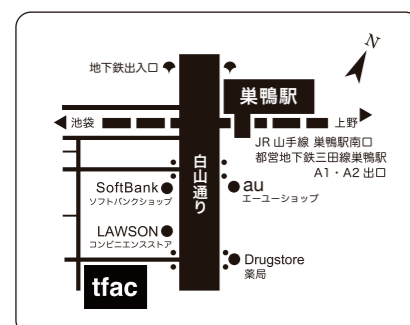 N
地下鉄出入口
巣鴨駅
池袋
上野
JR 山手線 巣鴨駅南口
都営地下鉄三田線巣鴨駅
A1・A2 出口
白山通り
SoftBank
ソフトバンクショップ
au
エーユーショップ
LAWSON
コンビニエンスストア
Drugstore
薬局
tfac